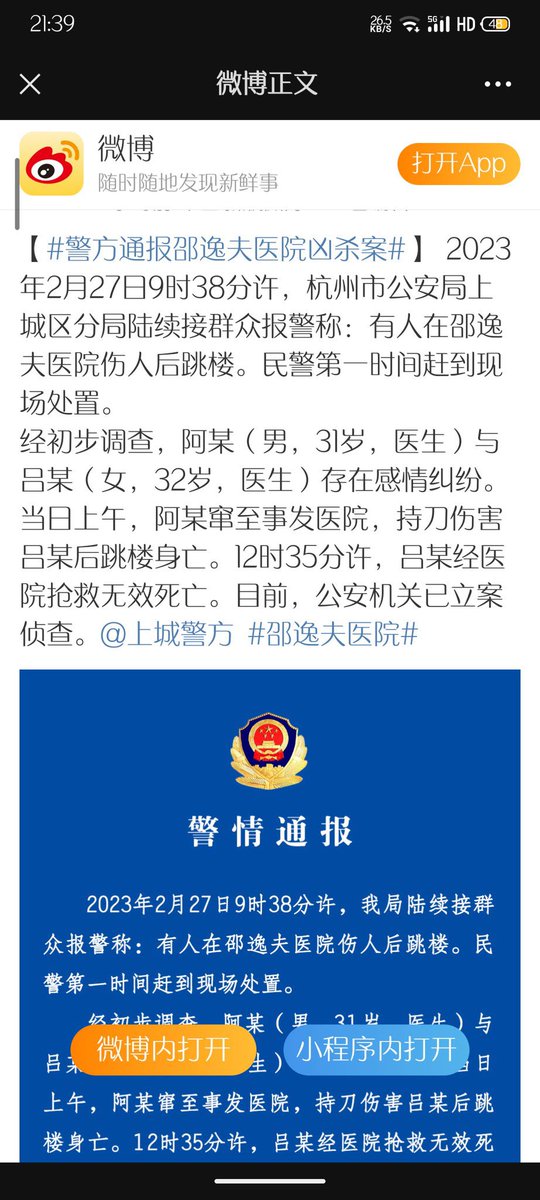 21:39
26.5
KB/S
5G
HD
48
微博正文
微博
随时随地发现新鲜事
打开App
【#警方通报邵逸夫医院凶杀案#】 2023
年2月27日9时38分许，杭州市公安局上
城区分局陆续接群众报警称：有人在邵逸
夫医院伤人后跳楼。民警第一时间赶到现
场处置。
经初步调查，阿某（男，31岁，医生）与
吕某（女，32岁，医生）存在感情纠纷。
当日上午，阿某窜至事发医院，持刀伤害
吕某后跳楼身亡。12时35分许，吕某经医
院抢救无效死亡。目前，公安机关已立案
侦查。@上城警方 #邵逸夫医院#
警情通报
2023年2月27日9时38分许，我局陆续接群
众报警称：有人在邵逸夫医院伤人后跳楼。民
警第一时间赶到现场处置。
经初步调查，阿某（男，31岁，医生）与
微博内打开
小程序内打开
吕某
生）
日
上午，阿某窜至事发医院，持刀伤害吕某后跳
楼身亡。12时35分许，吕某经医院抢救无效死